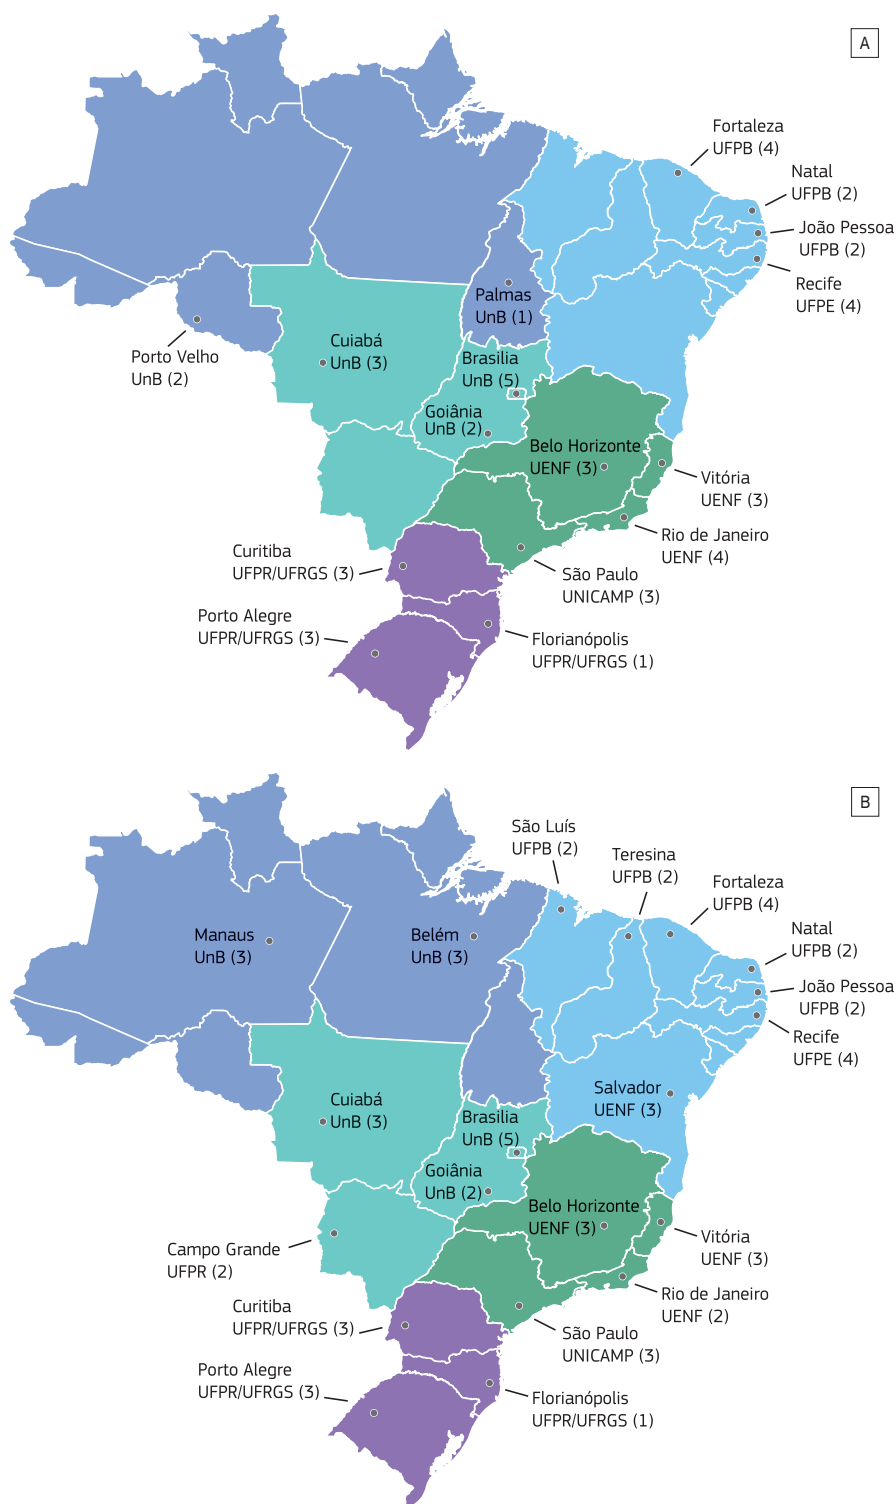 A
Fortaleza
UFPB (4)
Natal
UFPB (2)
João Pessoa
UFPB (2)
Recife
UFPE (4)
Palmas
UnB (1)
Porto Velho
UnB (2)
Cuiabá
UnB (3)
Brasilia
UnB (5)
Goiânia
UnB (2)
Belo Horizonte
UENF (3)
Vitória
UENF (3)
Rio de Janeiro
UENF (4)
São Paulo
UNICAMP (3)
Curitiba
UFPR/UFRGS (3)
Porto Alegre
UFPR/UFRGS (3)
Florianópolis
UFPR/UFRGS (1)
B
São Luís
UFPB (2)
Teresina
UFPB (2)
Fortaleza
UFPB (4)
Natal
UFPB (2)
João Pessoa
UFPB (2)
Recife
UFPE (4)
Manaus
UnB (3)
Belém
UnB (3)
Salvador
UENF (3)
Cuiabá
UnB (3)
Brasilia
UnB (5)
Goiânia
UnB (2)
Belo Horizonte
UENF (3)
Vitória
UENF (3)
Campo Grande
UFPR (2)
Rio de Janeiro
UENF (2)
Curitiba
UFPR/UFRGS (3)
São Paulo
UNICAMP (3)
Porto Alegre
UFPR/UFRGS (3)
Florianópolis
UFPR/UFRGS (1)